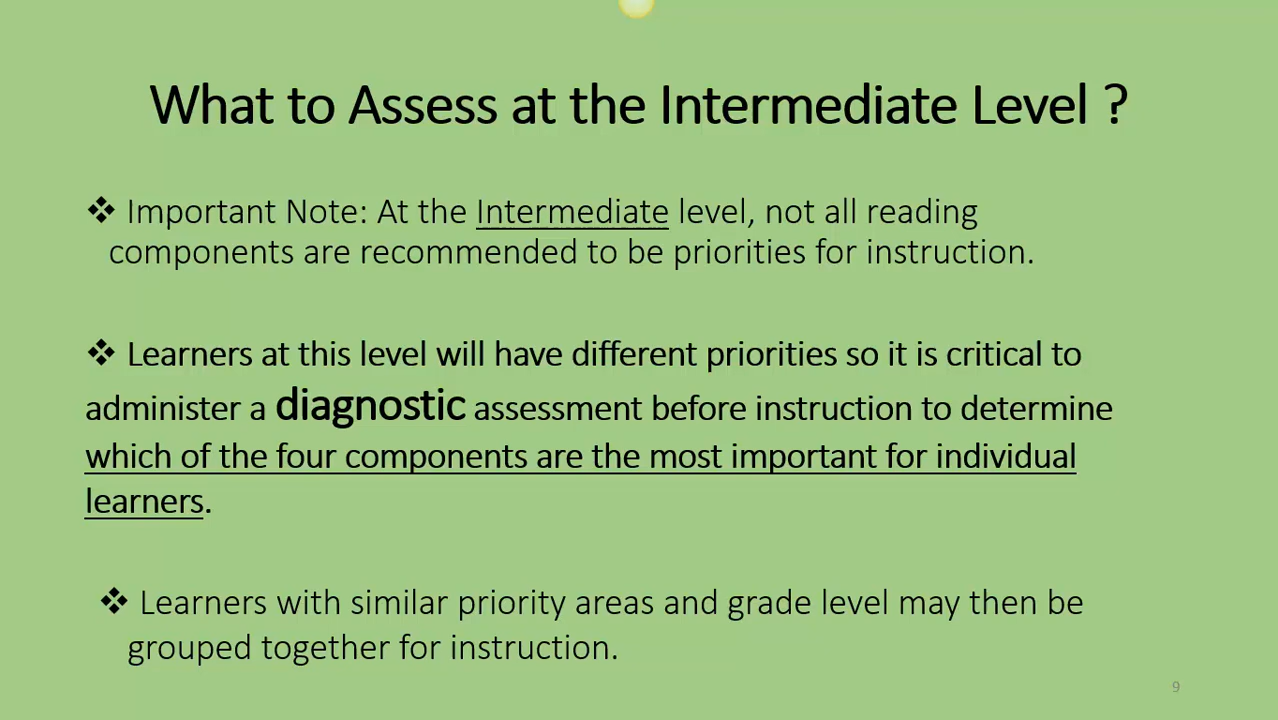 What to Assess at the Intermediate Level ?
❖ Important Note: At the Intermediate level, not all reading
components are recommended to be priorities for instruction.
❖ Learners at this level will have different priorities so it is critical to
administer a diagnostic assessment before instruction to determine
which of the four components are the most important for individual
learners.
❖ Learners with similar priority areas and grade level may then be
grouped together for instruction.
9